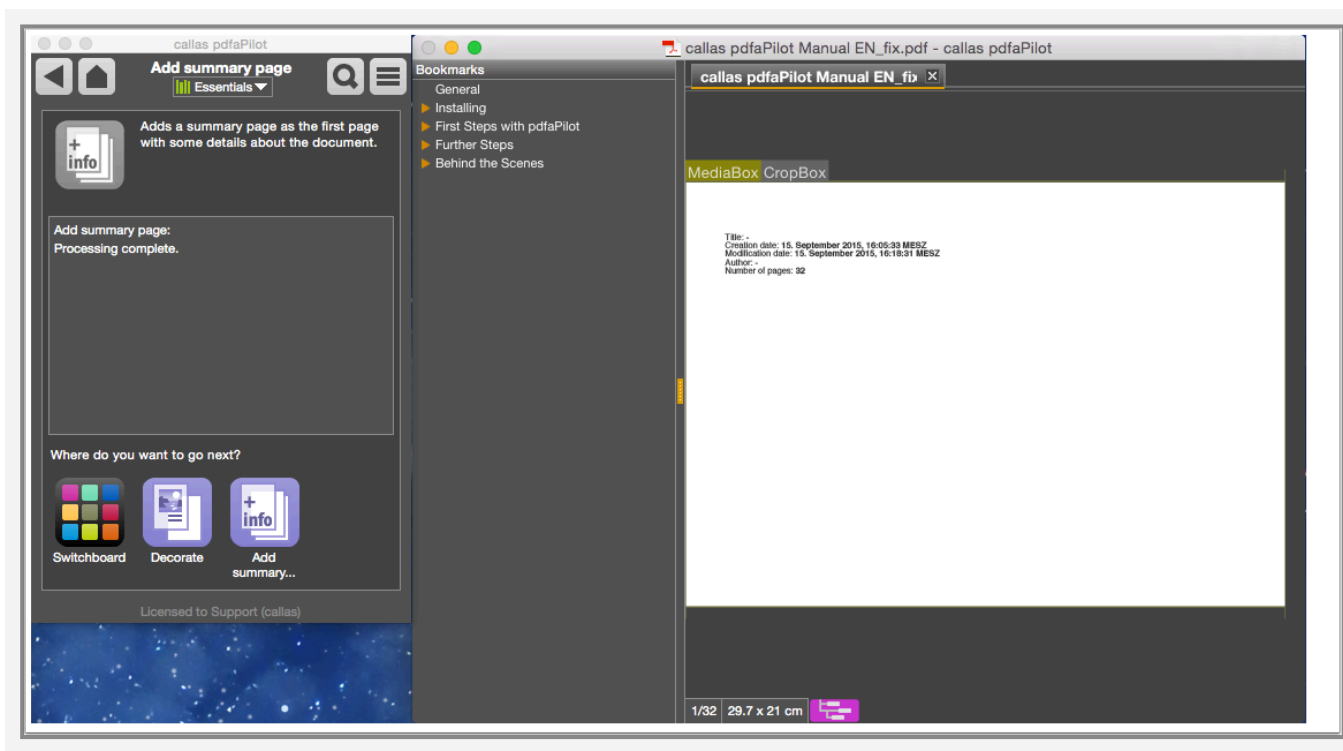 callas pdfaPilot
Add summary page
Essentials
+ info
Adds a summary page as the first page
with some details about the document.
Add summary page:
Processing complete.
Where do you want to go next?
Switchboard
Decorate
+ info
Add
summary...
Licensed to Support (callas)
callas pdfaPilot Manual EN_fix.pdf - callas pdfaPilot
Bookmarks
General
Installing
First Steps with pdfaPilot
Further Steps
Behind the Scenes
callas pdfaPilot Manual EN_fix
MediaBox CropBox
Title: -
Creation date: 15. September 2015, 16:05:33 MESZ
Modification date: 15. September 2015, 16:18:31 MESZ
Author: -
Number of pages: 32
1/32 29.7 x 21 cm